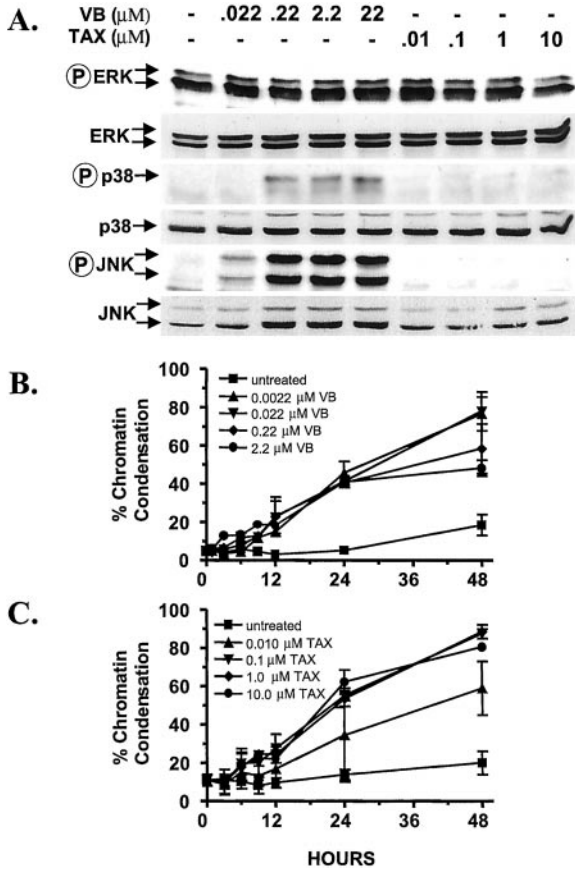 A.
VB (µM) - .022 .22 2.2 22 - - - -
TAX (µM) - - - - - .01 .1 1 10
Ⓟ ERK
ERK
Ⓟ p38
p38
Ⓟ JNK
JNK
B.
% Chromatin
Condensation
100
80
60
40
20
0
untreated
0.0022 µM VB
0.022 µM VB
0.22 µM VB
2.2 µM VB
0 12 24 36 48
C.
% Chromatin
Condensation
100
80
60
40
20
0
untreated
0.010 µM TAX
0.1 µM TAX
1.0 µM TAX
10.0 µM TAX
0 12 24 36 48
HOURS